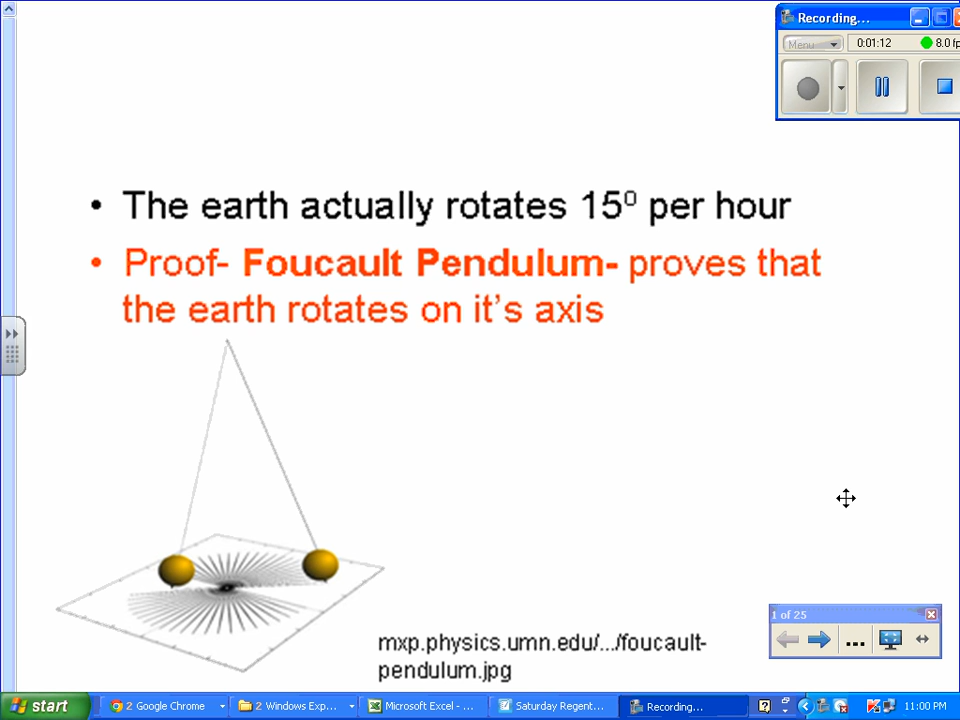 Recording...
Menu
0:01:12
8.0 fp
• The earth actually rotates 15⁰ per hour
• Proof- Foucault Pendulum- proves that
the earth rotates on it’s axis
mxp.physics.umn.edu/.../foucault-
pendulum.jpg
1 of 25
...
start
2 Google Chrome
2 Windows Exp...
Microsoft Excel - ...
Saturday Regent...
Recording...
11:00 PM